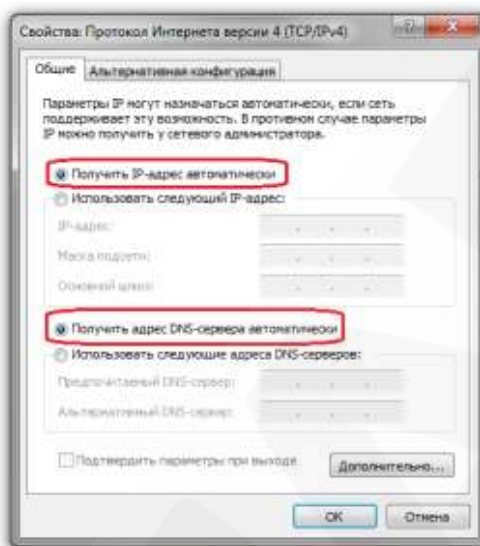 Свойства: Протокол Интернета версии 4 (TCP/IPv4)
Общие Альтернативная конфигурация
Параметры IP могут назначаться автоматически, если сеть
поддерживает эту возможность. В противном случае параметры
IP можно получить у сетевого администратора.
Получить IP-адрес автоматически
Использовать следующий IP-адрес:
IP-адрес:
Маска подсети:
Основной шлюз:
Получить адрес DNS-сервера автоматически
Использовать следующие адреса DNS-серверов:
Предпочитаемый DNS-сервер:
Альтернативный DNS-сервер:
Подтвердить параметры при выходе
Дополнительно...
ОК Отмена